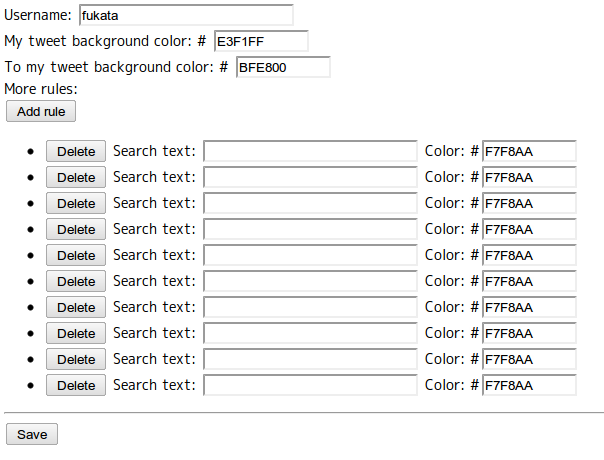 Username: fukata
My tweet background color: # E3F1FF
To my tweet background color: # BFE800
More rules:
Add rule
Delete Search text: Color: # F7F8AA
Delete Search text: Color: # F7F8AA
Delete Search text: Color: # F7F8AA
Delete Search text: Color: # F7F8AA
Delete Search text: Color: # F7F8AA
Delete Search text: Color: # F7F8AA
Delete Search text: Color: # F7F8AA
Delete Search text: Color: # F7F8AA
Delete Search text: Color: # F7F8AA
Delete Search text: Color: # F7F8AA
Save